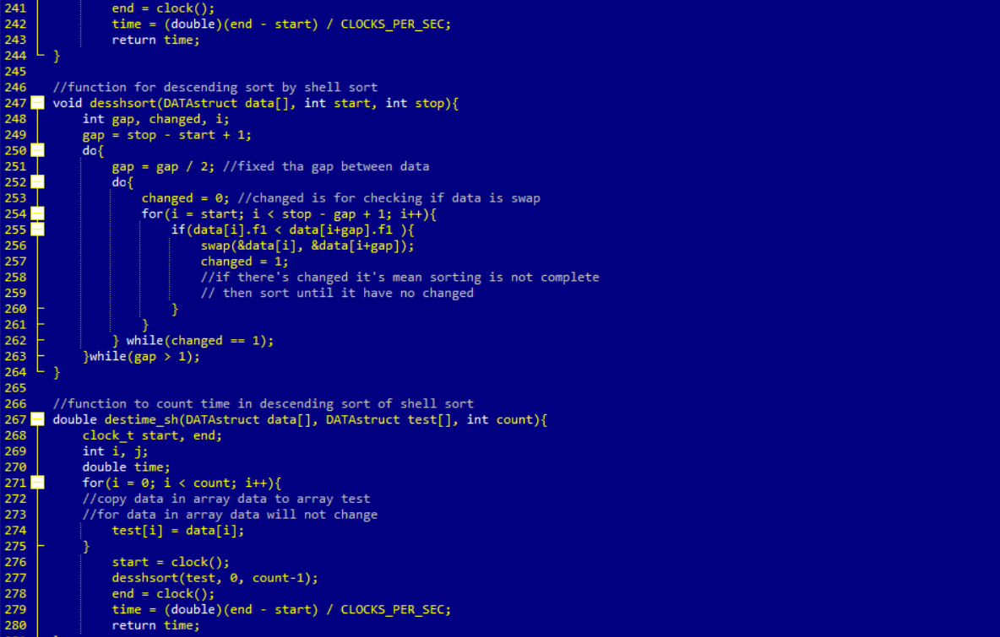 241 end = clock();
242 time = (double)(end - start) / CLOCKS_PER_SEC;
243 return time;
244 }
245
246 //function for descending sort by shell sort
247 void desshsort(DATAstruct data[], int start, int stop){
248 int gap, changed, i;
249 gap = stop - start + 1;
250 do{
251 gap = gap / 2; //fixed tha gap between data
252 do{
253 changed = 0; //changed is for checking if data is swap
254 for(i = start; i < stop - gap + 1; i++){
255 if(data[i].f1 < data[i+gap].f1 ){
256 swap(&data[i], &data[i+gap]);
257 changed = 1;
258 //if there's changed it's mean sorting is not complete
259 // then sort until it have no changed
260 }
261 }
262 } while(changed == 1);
263 }while(gap > 1);
264 }
265
266 //function to count time in descending sort of shell sort
267 double destime_sh(DATAstruct data[], DATAstruct test[], int count){
268 clock_t start, end;
269 int i, j;
270 double time;
271 for(i = 0; i < count; i++){
272 //copy data in array data to array test
273 //for data in array data will not change
274 test[i] = data[i];
275 }
276 start = clock();
277 desshsort(test, 0, count-1);
278 end = clock();
279 time = (double)(end - start) / CLOCKS_PER_SEC;
280 return time;